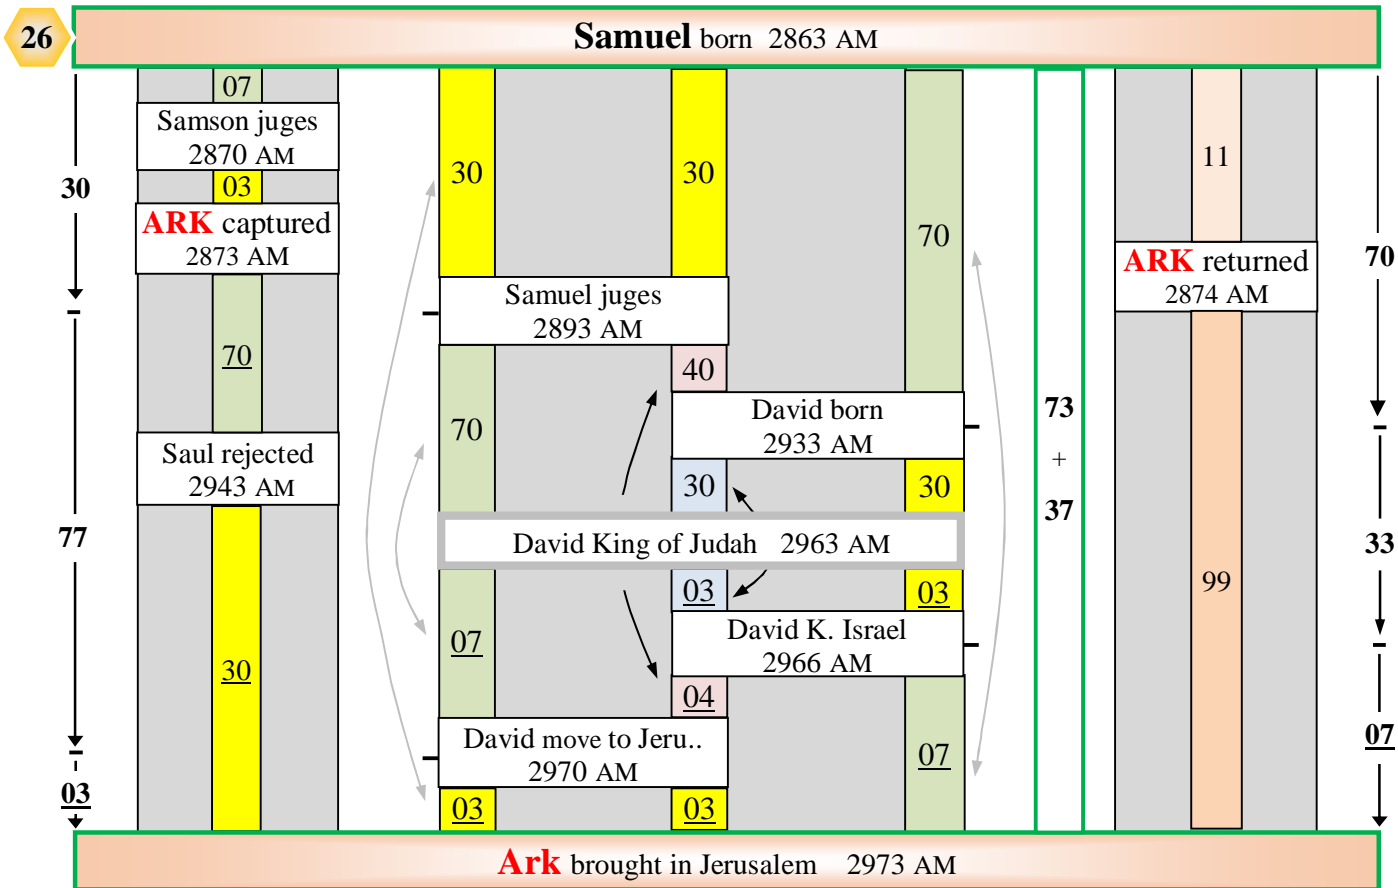 26
Samuel born 2863 AM
07
Samson juges
2870 AM
03
ARK captured
2873 AM
70
Saul rejected
2943 AM
30
30
77
03
30
30
70
Samuel juges
2893 AM
40
David born
2933 AM
70
30
30
David King of Judah 2963 AM
03
03
David K. Israel
2966 AM
07
04
David move to Jeru..
2970 AM
07
03
03
73
+
37
11
ARK returned
2874 AM
99
70
33
07
Ark brought in Jerusalem 2973 AM